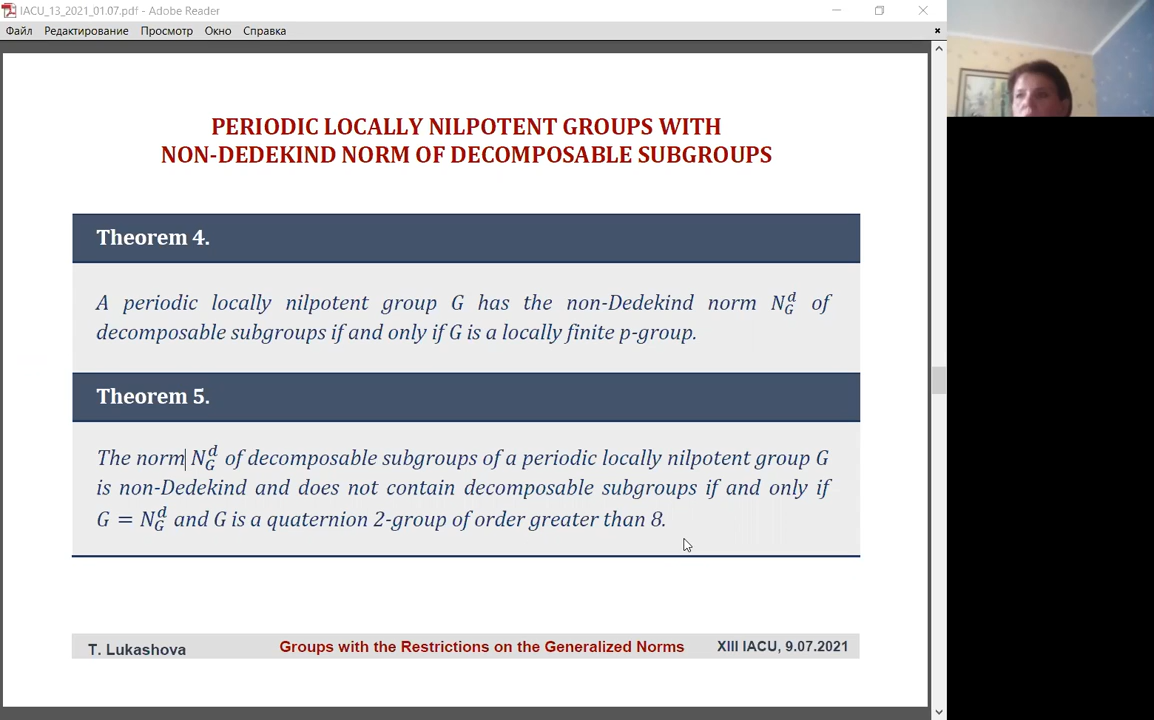 IACU_13_2021_01.07.pdf - Adobe Reader
Файл Редактирование Просмотр Окно Справка
PERIODIC LOCALLY NILPOTENT GROUPS WITH
NON-DEDEKIND NORM OF DECOMPOSABLE SUBGROUPS
Theorem 4.
A periodic locally nilpotent group G has the non-Dedekind norm N_G^d of
decomposable subgroups if and only if G is a locally finite p-group.
Theorem 5.
The norm N_G^d of decomposable subgroups of a periodic locally nilpotent group G
is non-Dedekind and does not contain decomposable subgroups if and only if
G = N_G^d and G is a quaternion 2-group of order greater than 8.
T. Lukashova Groups with the Restrictions on the Generalized Norms XIII IACU, 9.07.2021